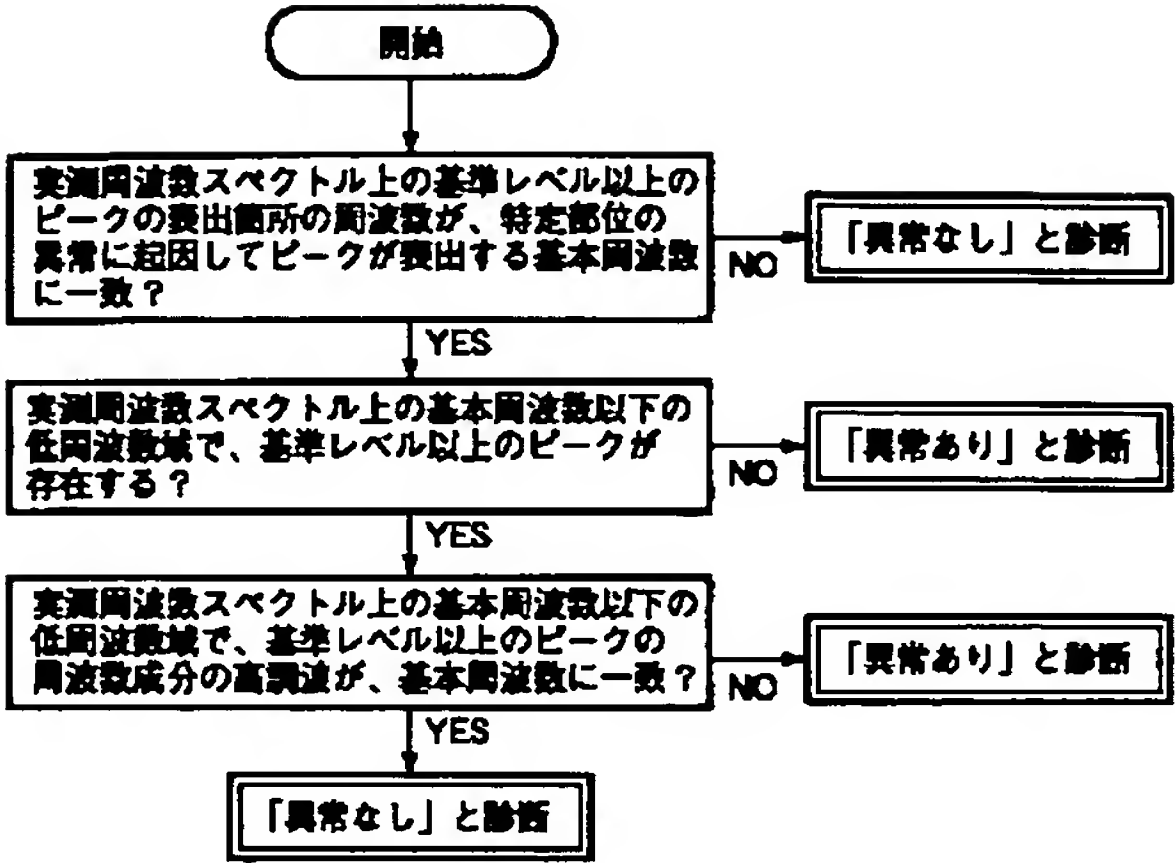 開始
実測周波数スペクトル上の基準レベル以上の
ピークの表出箇所の周波数が、特定部位の
異常に起因してピークが表出する基本周波数
に一致？
NO
「異常なし」と診断
YES
実測周波数スペクトル上の基本周波数以下の
低周波数域で、基準レベル以上のピークが
存在する？
NO
「異常あり」と診断
YES
実測周波数スペクトル上の基本周波数以下の
低周波数域で、基準レベル以上のピークの
周波数成分の高調波が、基本周波数に一致？
NO
「異常あり」と診断
YES
「異常なし」と診断